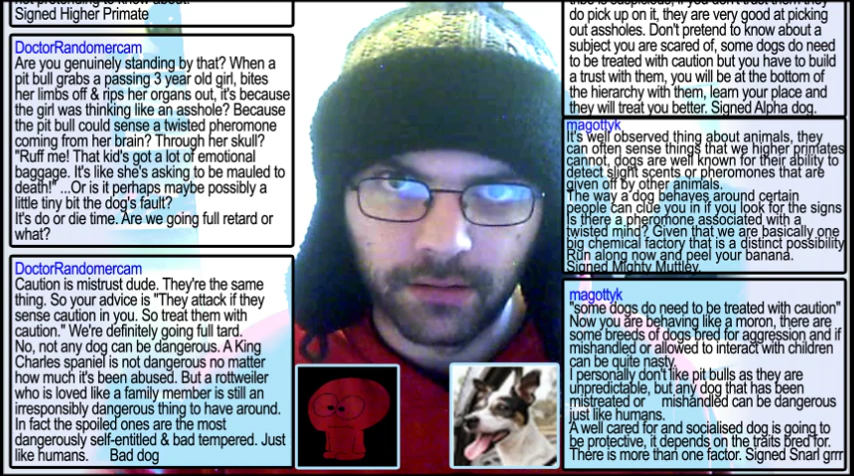 Signed Higher Primate
DoctorRandomercam
Are you genuinely standing by that? When a
pit bull grabs a passing 3 year old girl, bites
her limbs off & rips her organs out, it's because
the girl was thinking like an asshole? Because
the pit bull could sense a twisted pheromone
coming from her brain? Through her skull?
"Ruff me! That kid's got a lot of emotional
baggage. It's like she's asking to be mauled to
death!" ...Or is it perhaps maybe possibly a
little tiny bit the dog's fault?
It's do or die time. Are we going full retard or
what?
DoctorRandomercam
Caution is mistrust dude. They're the same
thing. So your advice is "They attack if they
sense caution in you. So treat them with
caution." We're definitely going full tard.
No, not any dog can be dangerous. A King
Charles spaniel is not dangerous no matter
how much it's been abused. But a rottweiler
who is loved like a family member is still an
irresponsibly dangerous thing to have around.
In fact the spoiled ones are the most
dangerously self-entitled & bad tempered. Just
like humans. Bad dog
do pick up on it, they are very good at picking
out assholes. Don't pretend to know about a
subject you are scared of, some dogs do need
to be treated with caution but you have to build
a trust with them, you will be at the bottom of
the hierarchy with them, learn your place and
they will treat you better. Signed Alpha dog.
magottyk
It's well observed thing about animals, they
can often sense things that we higher primates
cannot, dogs are well known for their ability to
detect slight scents or pheromones that are
given off by other animals.
The way a dog behaves around certain
people can clue you in if you look for the signs
Is there a pheromone associated with a
twisted mind? Given that we are basically one
big chemical factory that is a distinct possibility
Run along now and peel your banana.
Signed Mighty Muttley.
magottyk
"some dogs do need to be treated with caution"
Now you are behaving like a moron, there are
some breeds of dogs bred for aggression and if
mishandled or allowed to interact with children
can be quite nasty.
I personally don't like pit bulls as they are
unpredictable, but any dog that has been
mistreated or mishandled can be dangerous
just like humans.
A well cared for and socialised dog is going to
be protective, it depends on the traits bred for.
There is more than one factor. Signed Snarl grrr